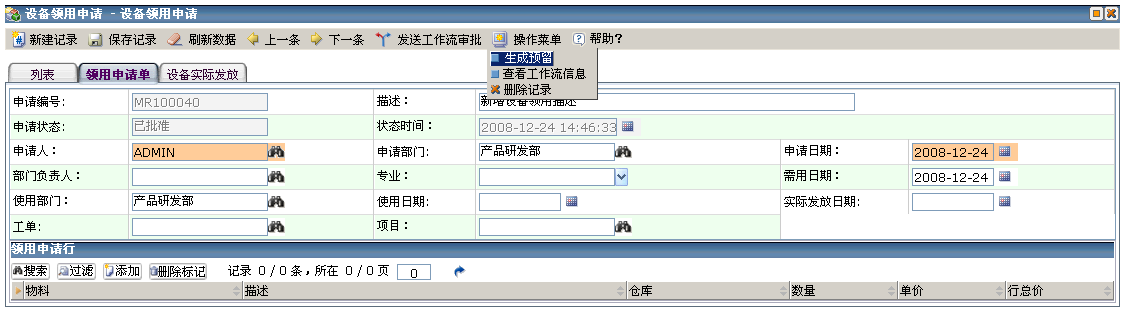 设备领用申请 - 设备领用申请
新建记录 保存记录 刷新数据 上一条 下一条 发送工作流审批 操作菜单 帮助?
生成预留
查看工作流信息
删除记录
列表 领用申请单 设备实际发放
申请编号: MR100040 描述: 新增设备领用描述
申请状态: 已批准 状态时间: 2008-12-24 14:46:33
申请人: ADMIN 申请部门: 产品研发部 申请日期: 2008-12-24
部门负责人: 专业: 需用日期: 2008-12-24
使用部门: 产品研发部 使用日期: 实际发放日期:
工单: 项目:
领用申请行
搜索 过滤 添加 删除标记 记录 0 / 0 条, 所在 0 / 0 页 0
物料 描述 仓库 数量 单价 行总价